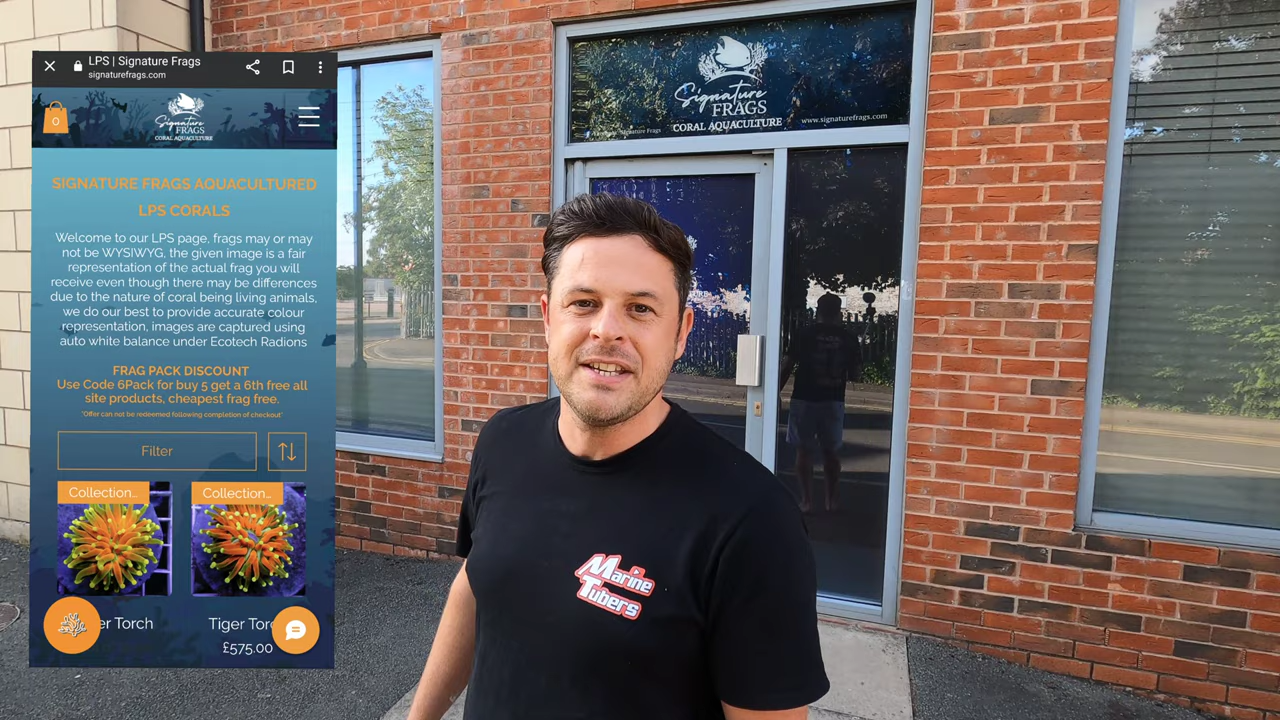 LPS | Signature Frags
signaturefrags.com
0
Signature
FRAGS
CORAL AQUACULTURE
SIGNATURE FRAGS AQUACULTURED
LPS CORALS
Welcome to our LPS page, frags may or may
not be WYSIWYG, the given image is a fair
representation of the actual frag you will
receive even though there may be differences
due to the nature of coral being living animals,
we do our best to provide accurate colour
representation, images are captured using
auto white balance under Ecotech Radions
FRAG PACK DISCOUNT
Use Code 6Pack for buy 5 get a 6th free all
site products, cheapest frag free.
*Offer can not be redeemed following completion of checkout*
Filter
Collection...
Collection...
er Torch
Tiger Torc
£575.00
Signature
FRAGS
CORAL AQUACULTURE
www.signaturefrags.com
Signature Frags
Marine
Tubers